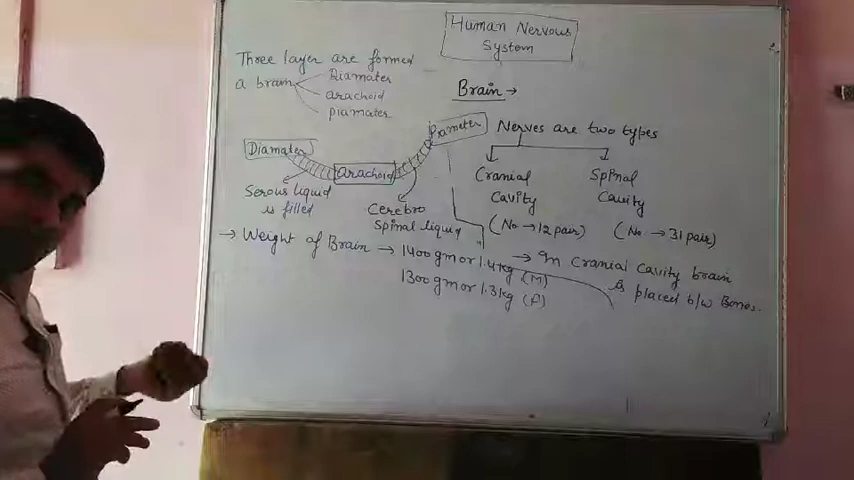 Human Nervous
System
Three layer are formed
a brain
Diamater
arachoid
piamater
Brain →
Diamater
arachoid
Piameter
Serous liquid
is filled
Cerebro
Spinal liquid
Nerves are two types
Cranial
Cavity
(No → 12 pair)
Spinal
Cavity
(No → 31 pair)
→ Weight of Brain → 1400 gm or 1.4 kg (M)
1300 gm or 1.3 kg (F)
→ In Cranial Cavity brain
is placed b/w Bones.